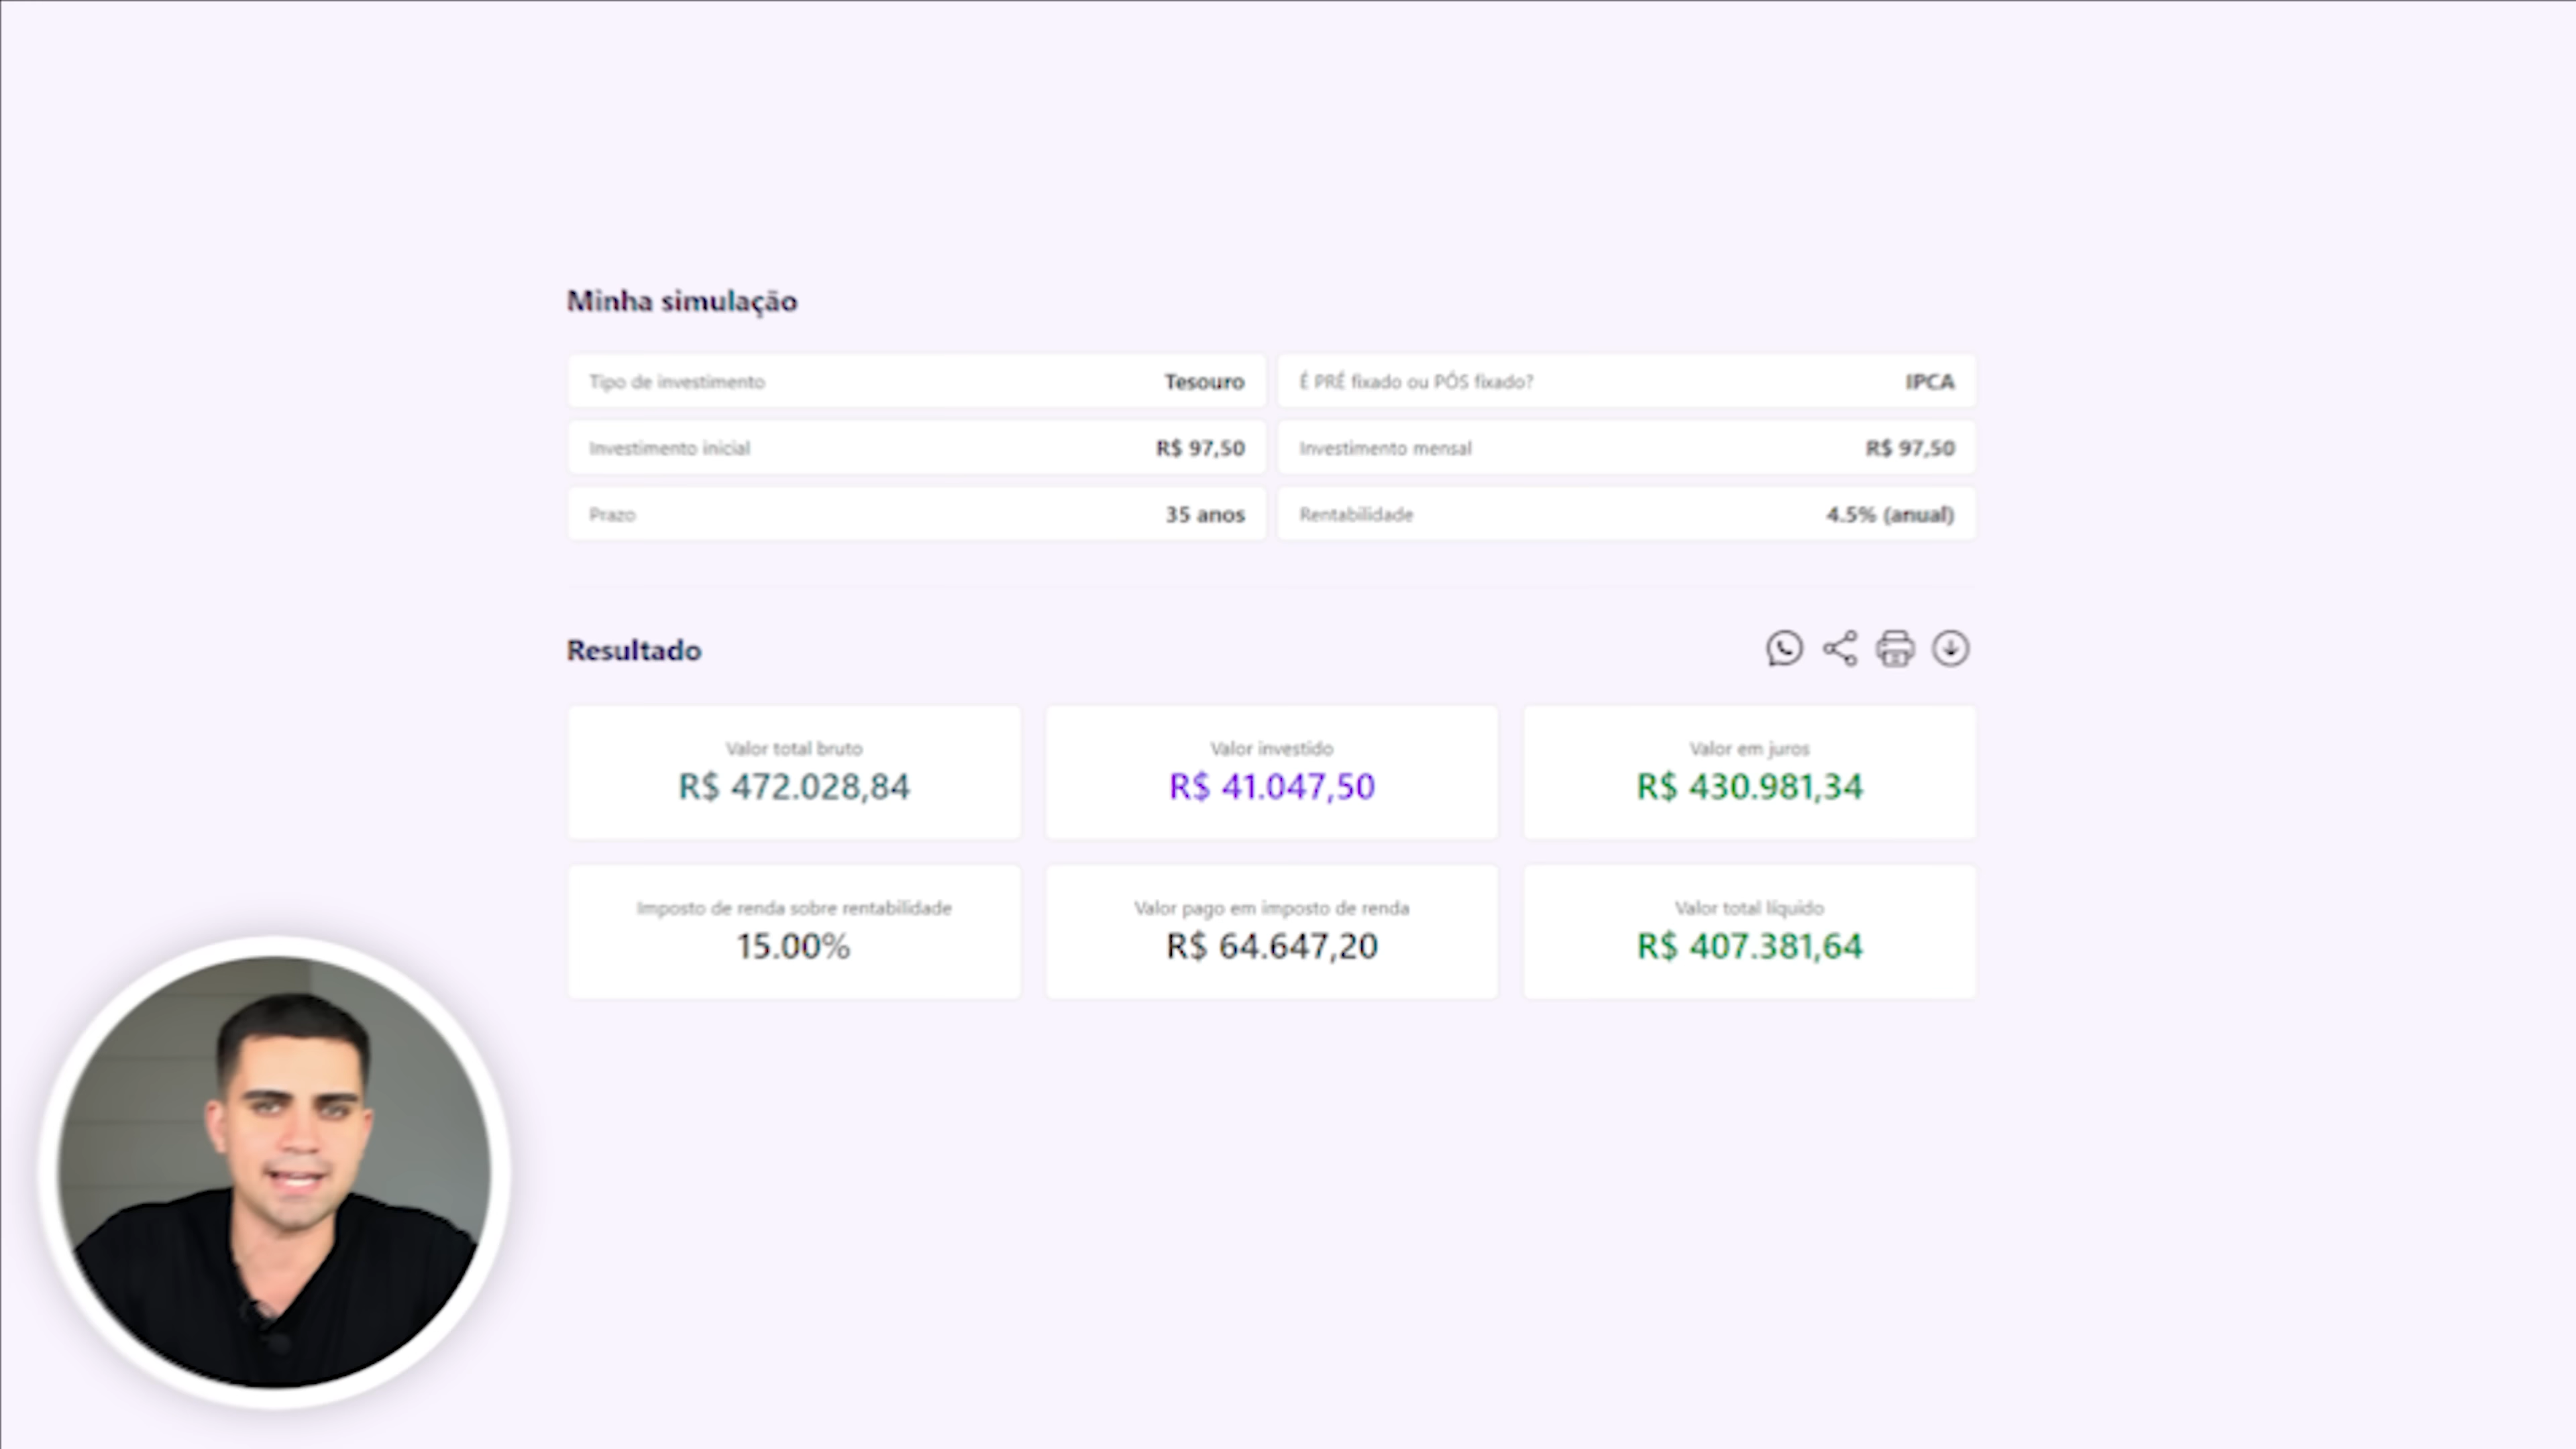 Minha simulação
Tipo de investimento Tesouro
É PRÉ fixado ou PÓS fixado? IPCA
Investimento inicial R$ 97,50
Investimento mensal R$ 97,50
Prazo 35 anos
Rentabilidade 4.5% (anual)
Resultado
Valor total bruto
R$ 472.028,84
Valor investido
R$ 41.047,50
Valor em juros
R$ 430.981,34
Imposto de renda sobre rentabilidade
15.00%
Valor pago em imposto de renda
R$ 64.647,20
Valor total líquido
R$ 407.381,64